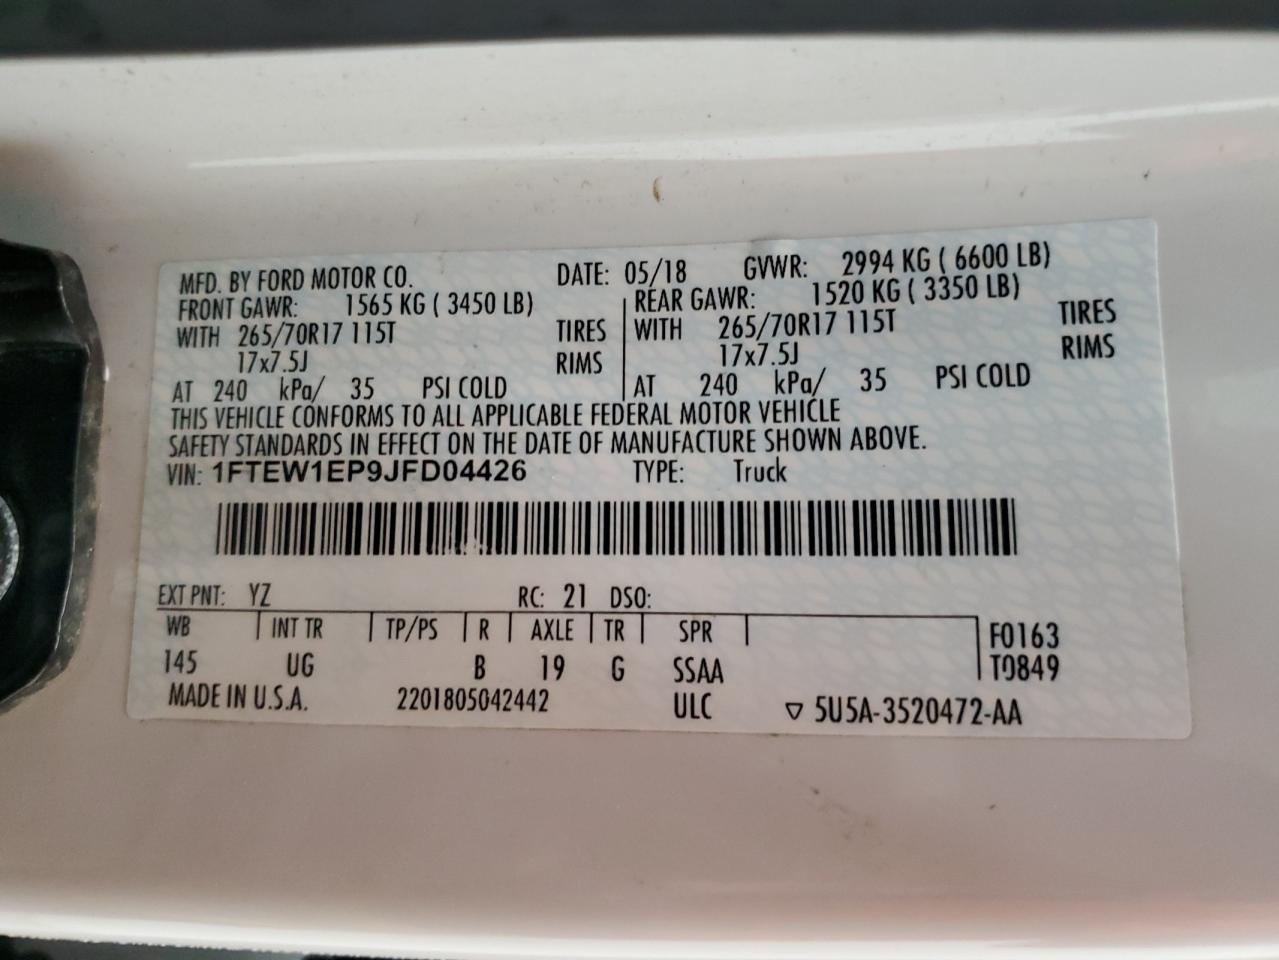 MFD. BY FORD MOTOR CO. DATE: 05/18 GVWR: 2994 KG ( 6600 LB)
FRONT GAWR: 1565 KG ( 3450 LB) REAR GAWR: 1520 KG ( 3350 LB)
WITH 265/70R17 115T TIRES WITH 265/70R17 115T TIRES
17x7.5J RIMS 17x7.5J RIMS
AT 240 kPa/ 35 PSI COLD AT 240 kPa/ 35 PSI COLD
THIS VEHICLE CONFORMS TO ALL APPLICABLE FEDERAL MOTOR VEHICLE
SAFETY STANDARDS IN EFFECT ON THE DATE OF MANUFACTURE SHOWN ABOVE.
VIN: 1FTEW1EP9JFD04426 TYPE: Truck
EXT PNT: YZ RC: 21 DSO:
WB INT TR TP/PS R AXLE TR SPR F0163
145 UG B 19 G SSAA T0849
MADE IN U.S.A. 2201805042442 ULC ▽ 5U5A-3520472-AA